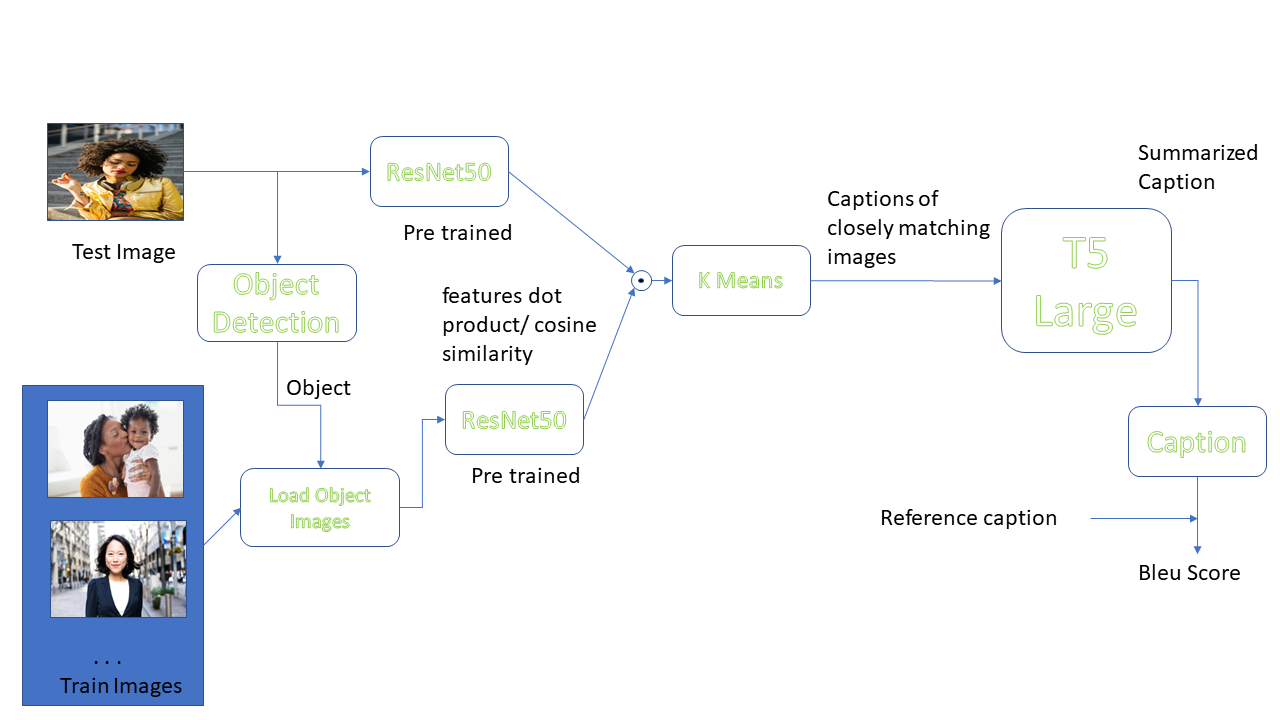 Test Image
ResNet50
Pre trained
Object
Detection
Object
Load Object
Images
. . .
Train Images
features dot
product/ cosine
similarity
ResNet50
Pre trained
K Means
Captions of
closely matching
images
Summarized
Caption
T5
Large
Caption
Reference caption
Bleu Score